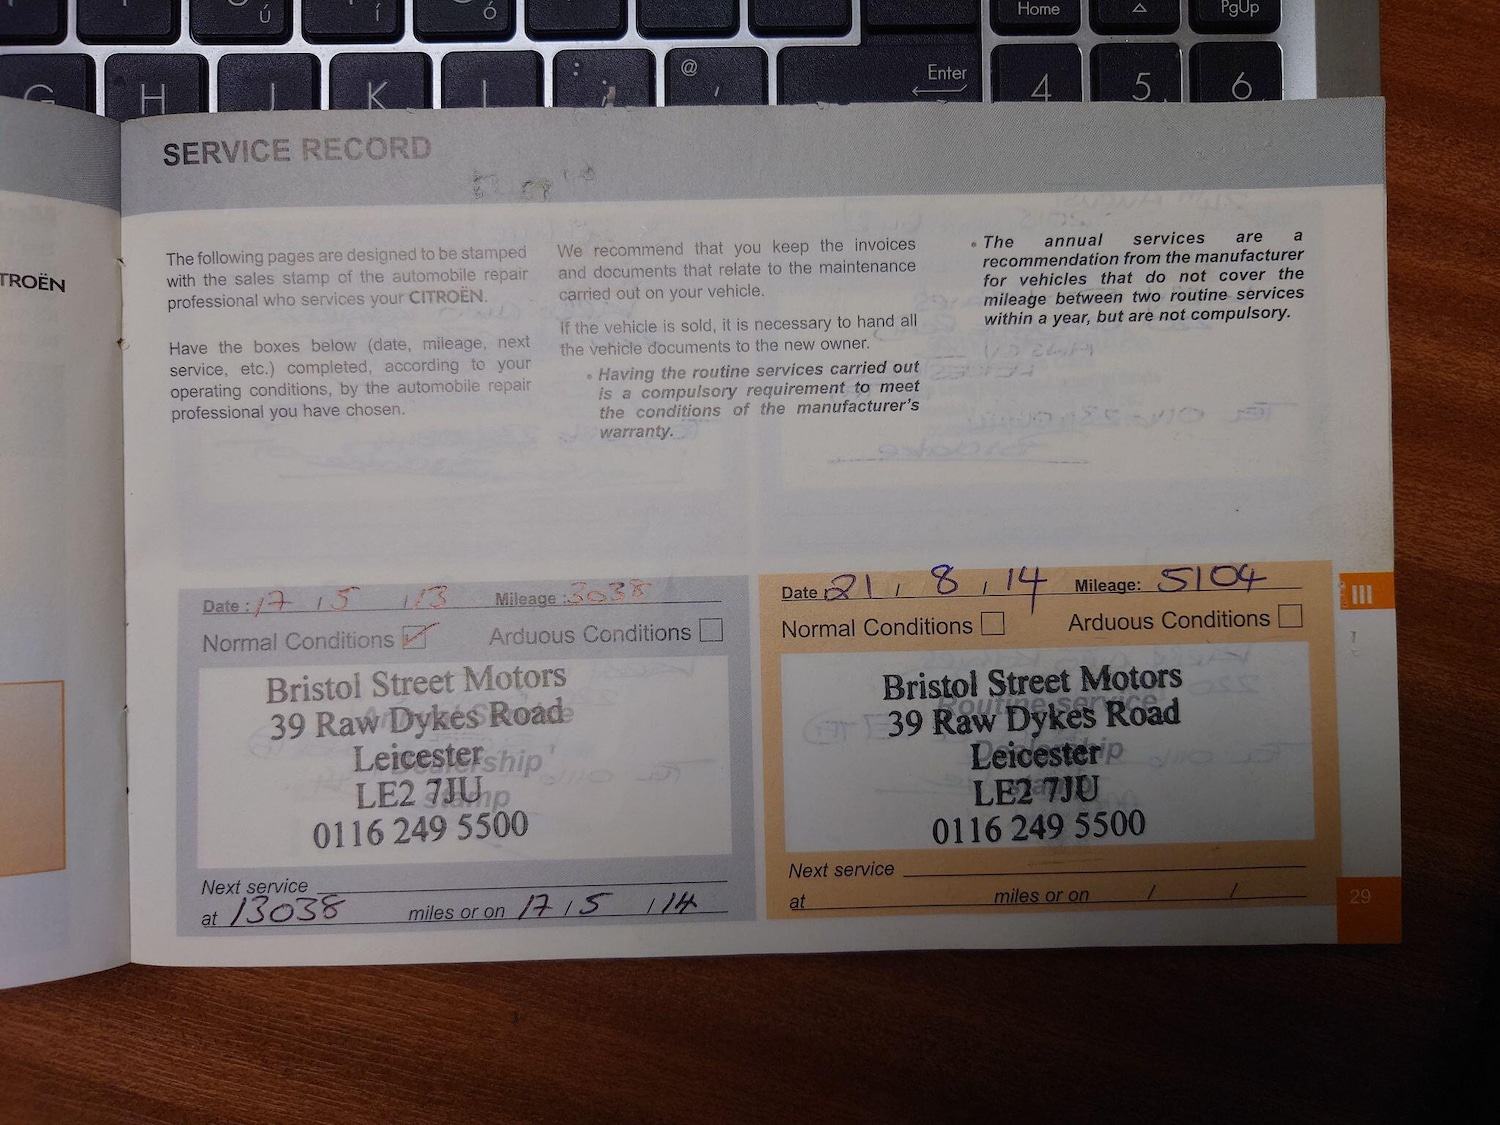 Ú
Í
Ó
Home
PgUp
G
H
J
K
L
:
;
@
'
Enter
4
5
6
TROËN
SERVICE RECORD
The following pages are designed to be stamped
with the sales stamp of the automobile repair
professional who services your CITROËN.
Have the boxes below (date, mileage, next
service, etc.) completed, according to your
operating conditions, by the automobile repair
professional you have chosen.
We recommend that you keep the invoices
and documents that relate to the maintenance
carried out on your vehicle.
If the vehicle is sold, it is necessary to hand all
the vehicle documents to the new owner.
• Having the routine services carried out
is a compulsory requirement to meet
the conditions of the manufacturer's
warranty.
• The annual services are a
recommendation from the manufacturer
for vehicles that do not cover the
mileage between two routine services
within a year, but are not compulsory.
Date : 17 / 5 / 13 Mileage : 3038
Normal Conditions Arduous Conditions
Annual Service
Dealership
stamp
Bristol Street Motors
39 Raw Dykes Road
Leicester
LE2 7JU
0116 249 5500
Next service
at 13038 miles or on 17 / 5 / 14
Date : 21 / 8 / 14 Mileage: 5104
Normal Conditions Arduous Conditions
Routine service
Dealership
stamp
Bristol Street Motors
39 Raw Dykes Road
Leicester
LE2 7JU
0116 249 5500
Next service
at miles or on / /
III
29